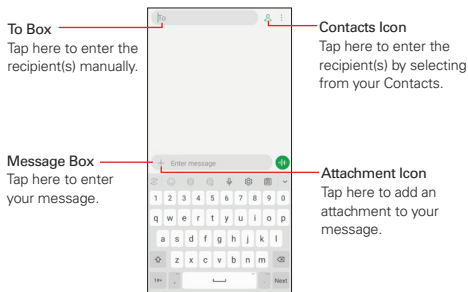 To Box
Tap here to enter the
recipient(s) manually.
To
Contacts Icon
Tap here to enter the
recipient(s) by selecting
from your Contacts.
Message Box
Tap here to enter
your message.
Enter message
Attachment Icon
Tap here to add an
attachment to your
message.
1 2 3 4 5 6 7 8 9 0
q w e r t y u i o p
a s d f g h j k l
z x c v b n m
!#+ , . Next